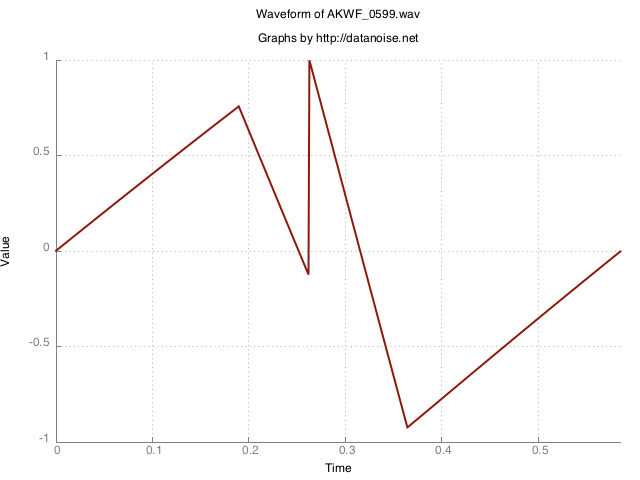 Waveform of AKWF_0599.wav
Graphs by http://datanoise.net
1
0.5
0
-0.5
-1
Value
0 0.1 0.2 0.3 0.4 0.5
Time